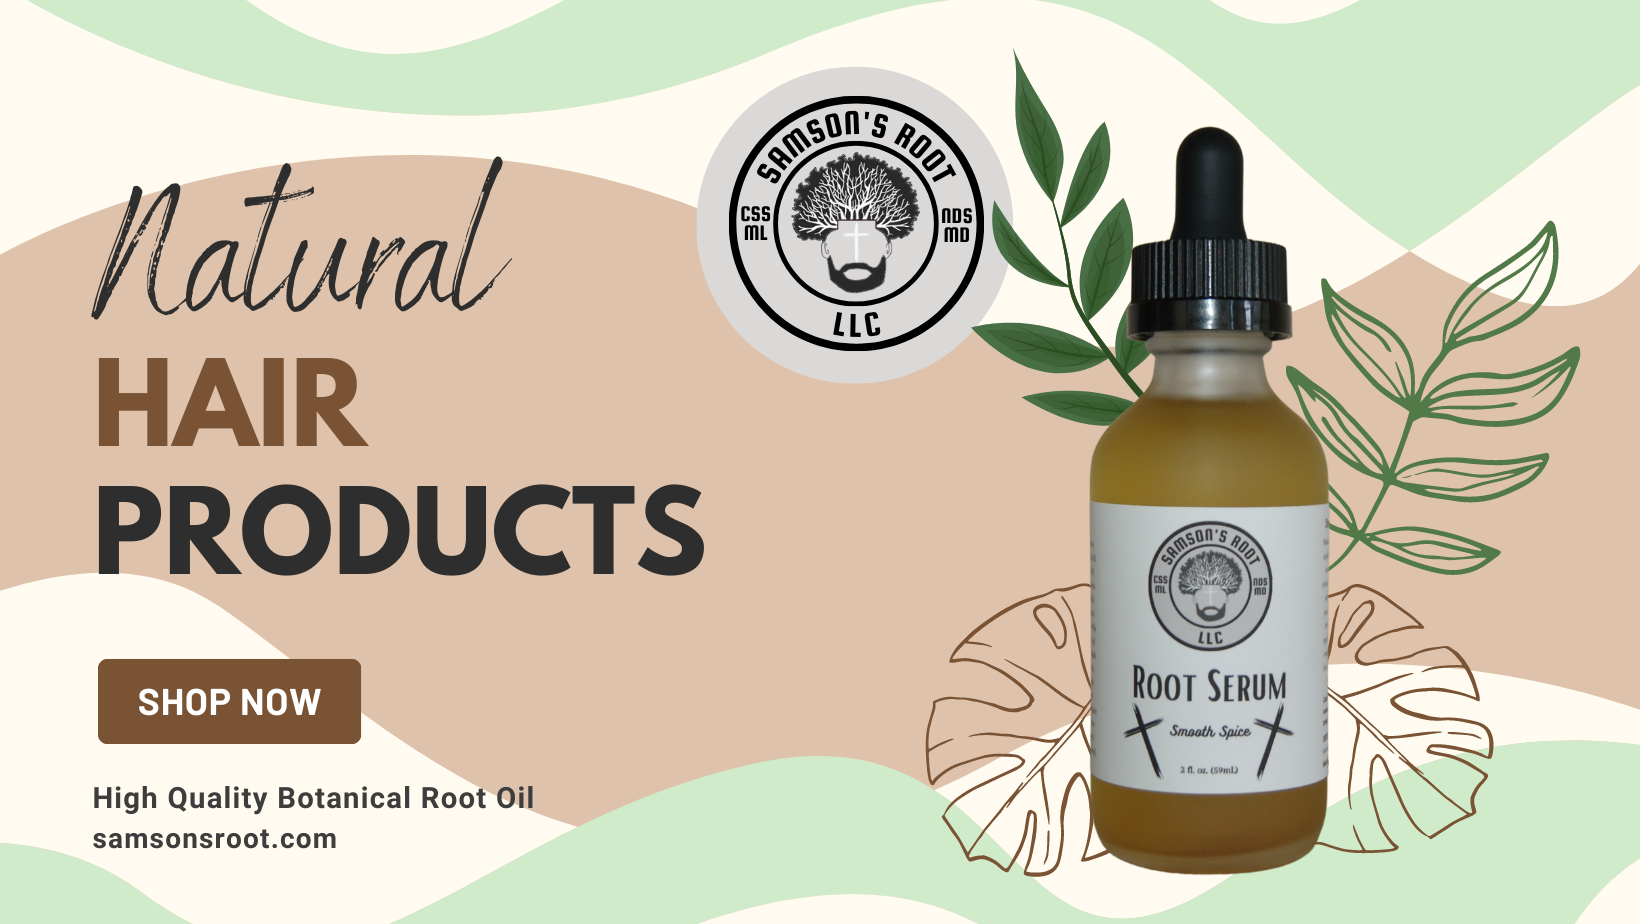 Natural
HAIR
PRODUCTS
SHOP NOW
High Quality Botanical Root Oil
samsonsroot.com
SAMSON'S ROOT
CSS
ML
NDS
MD
LLC
SAMSON'S ROOT
CSS
ML
NDS
MD
LLC
ROOT SERUM
Smooth Spice
2 fl. oz. (59mL)